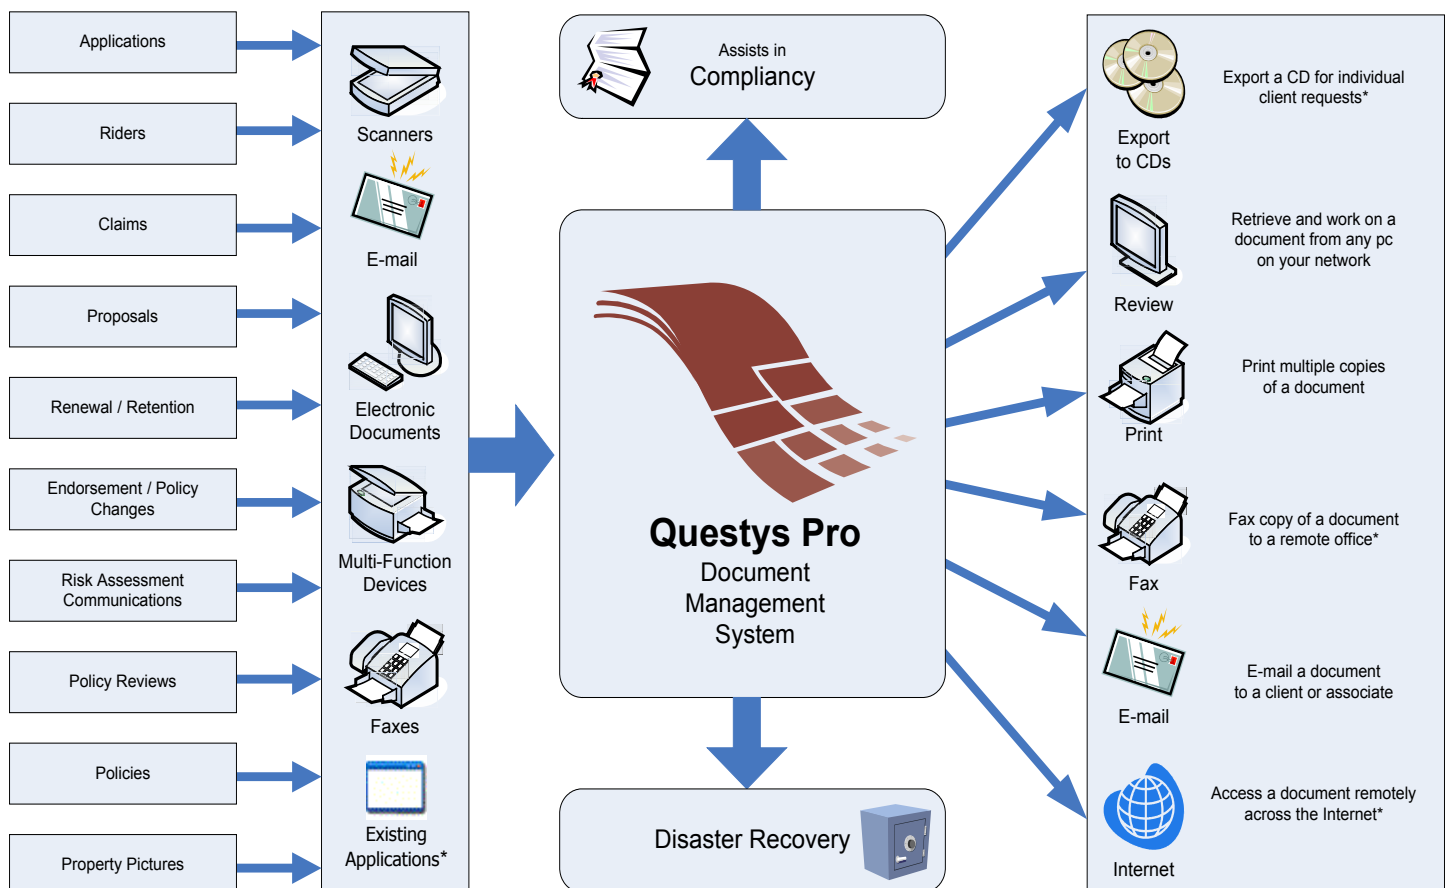 Applications
Riders
Claims
Proposals
Renewal / Retention
Endorsement / Policy
Changes
Risk Assessment
Communications
Policy Reviews
Policies
Property Pictures
Scanners
E-mail
Electronic
Documents
Multi-Function
Devices
Faxes
Existing
Applications*
Assists in
Compliancy
Questys Pro
Document
Management
System
Disaster Recovery
Export
to CDs
Export a CD for individual
client requests*
Review
Retrieve and work on a
document from any pc
on your network
Print
Print multiple copies
of a document
Fax
Fax copy of a document
to a remote office*
E-mail
E-mail a document
to a client or associate
Internet
Access a document remotely
across the Internet*